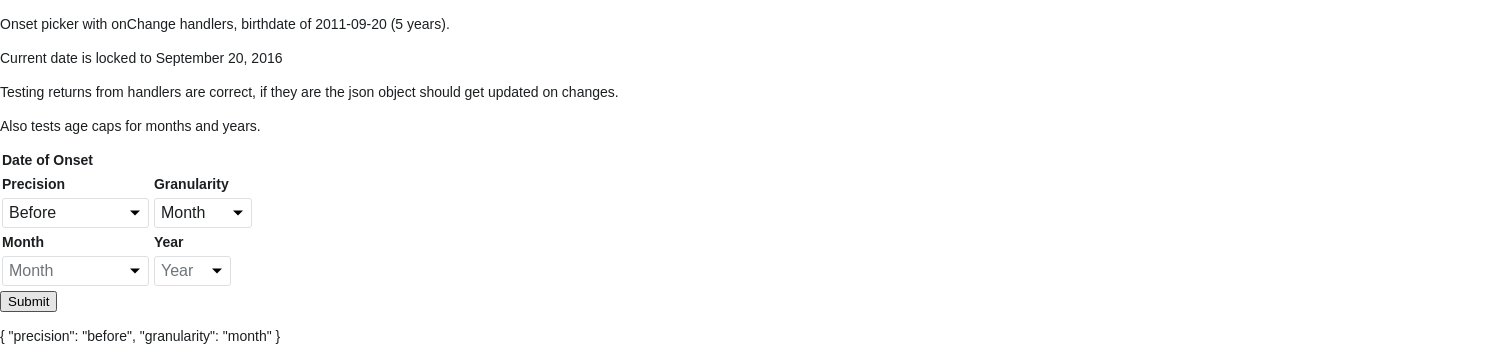 Onset picker with onChange handlers, birthdate of 2011-09-20 (5 years).
Current date is locked to September 20, 2016
Testing returns from handlers are correct, if they are the json object should get updated on changes.
Also tests age caps for months and years.
Date of Onset
Precision Granularity
Before Month
Month Year
Month Year
Submit
{ "precision": "before", "granularity": "month" }